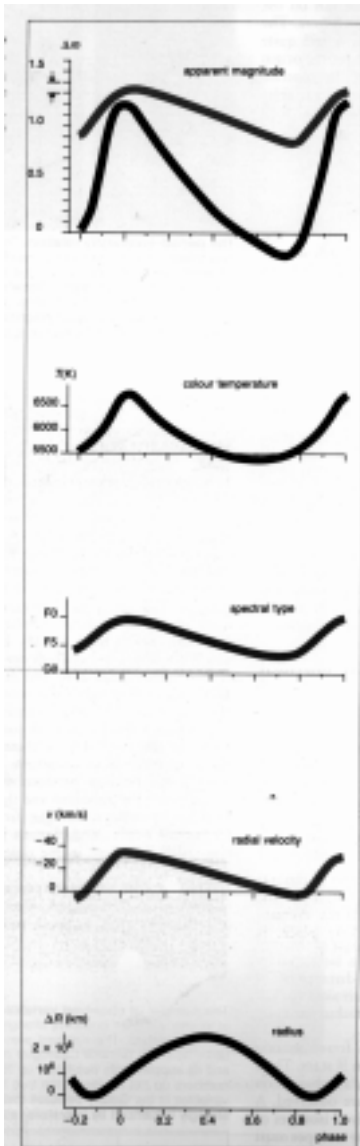 Δm
apparent magnitude
1.5
1.0
0.5
0
T(K)
colour temperature
6500
6000
5500
spectral type
F0
F5
G0
v (km/s)
radial velocity
-40
-20
0
Δ R (km)
radius
2 × 10⁶
10⁶
0
-0.2 0 0.2 0.4 0.6 0.8 1.0
phase